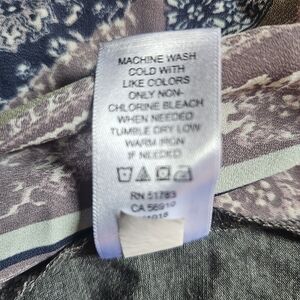 MACHINE WASH
COLD WITH
LIKE COLORS
ONLY NON-
CHLORINE BLEACH
WHEN NEEDED
TUMBLE DRY LOW
WARM IRON
IF NEEDED
RN 51783
CA 56910